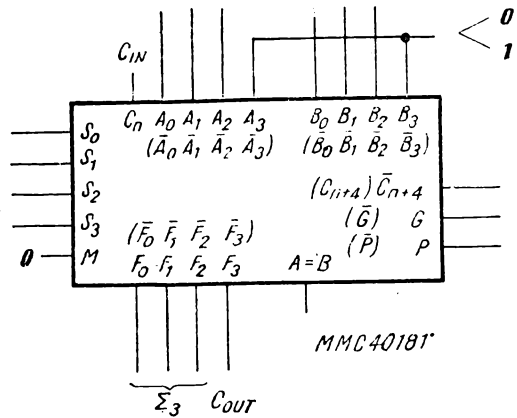 0
1
C_IN
C_n A_0 A_1 A_2 A_3 B_0 B_1 B_2 B_3
(Ā_0 Ā_1 Ā_2 Ā_3) (B̄_0 B̄_1 B̄_2 B̄_3)
S_0
S_1
S_2
S_3
0 M
(C_n+4) C̄_n+4
(Ḡ) G
(P̄) P
(F̄_0 F̄_1 F̄_2 F̄_3)
F_0 F_1 F_2 F_3 A=B
MMC40181
Σ_3 C_OUT